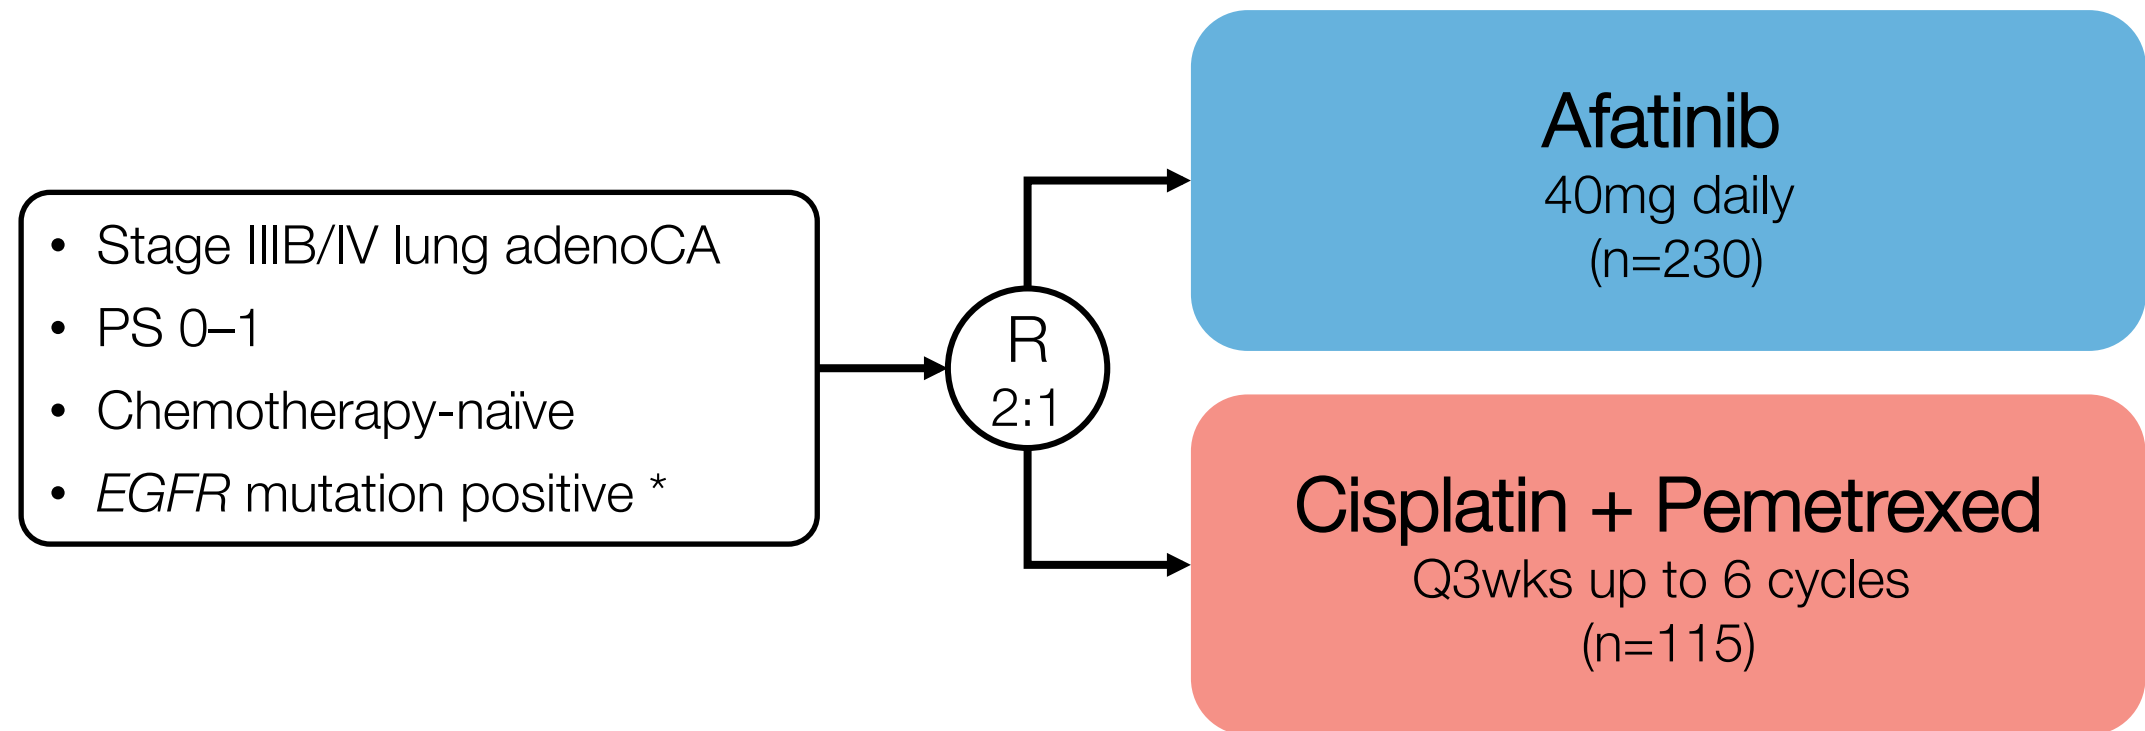 • Stage IIIB/IV lung adenoCA
• PS 0–1
• Chemotherapy-naïve
• EGFR mutation positive *
R
2:1
Afatinib
40mg daily
(n=230)
Cisplatin + Pemetrexed
Q3wks up to 6 cycles
(n=115)